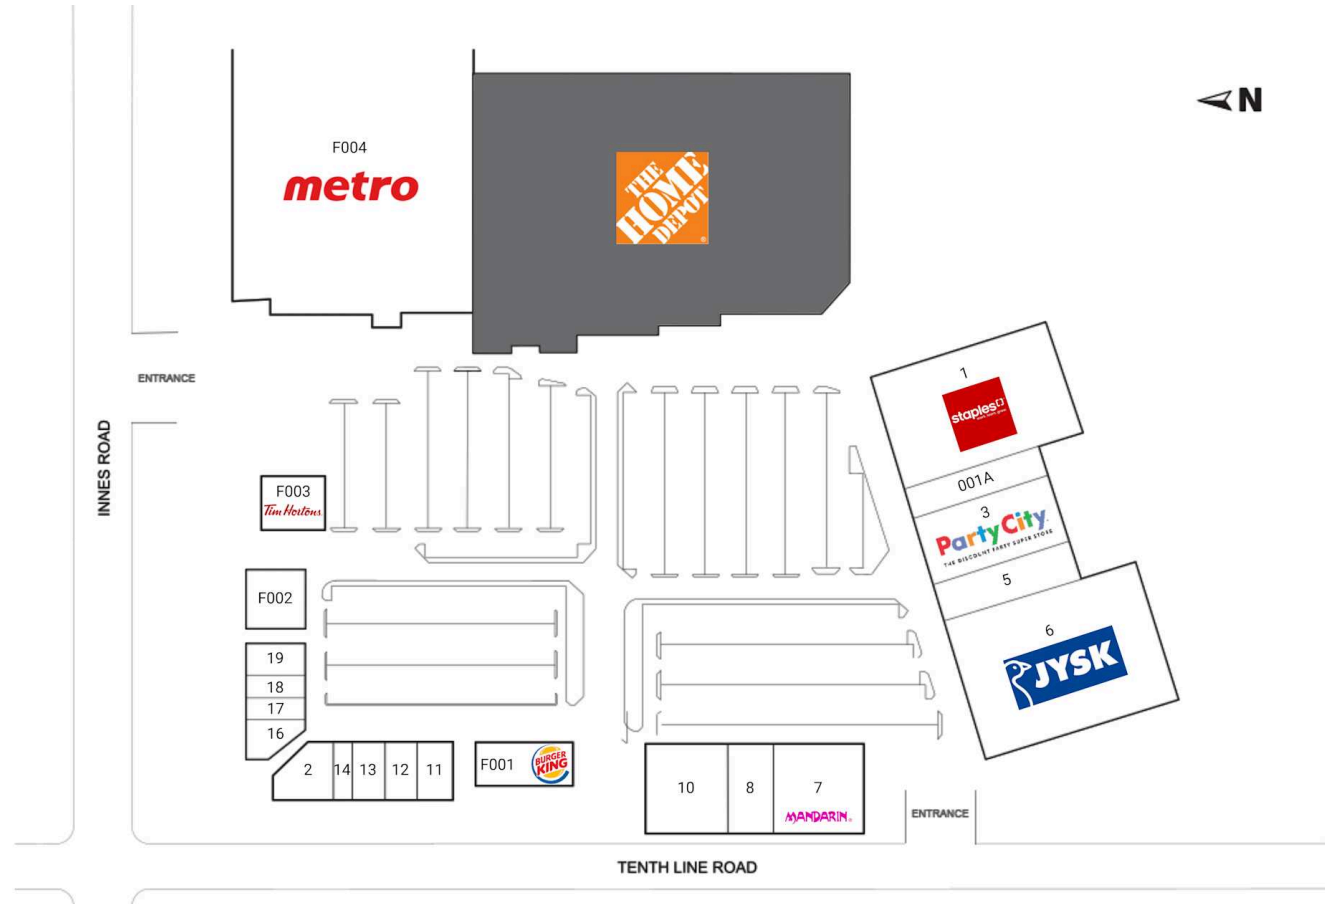 N
F004
metro
THE
HOME
DEPOT
ENTRANCE
INNES ROAD
1
staples
001A
3
PartyCity
THE DISCOUNT PARTY SUPER STORE
5
6
JYSK
F003
Tim Hortons
F002
19
18
17
16
2
14
13
12
11
F001
BURGER
KING
10
8
7
MANDARIN
ENTRANCE
TENTH LINE ROAD